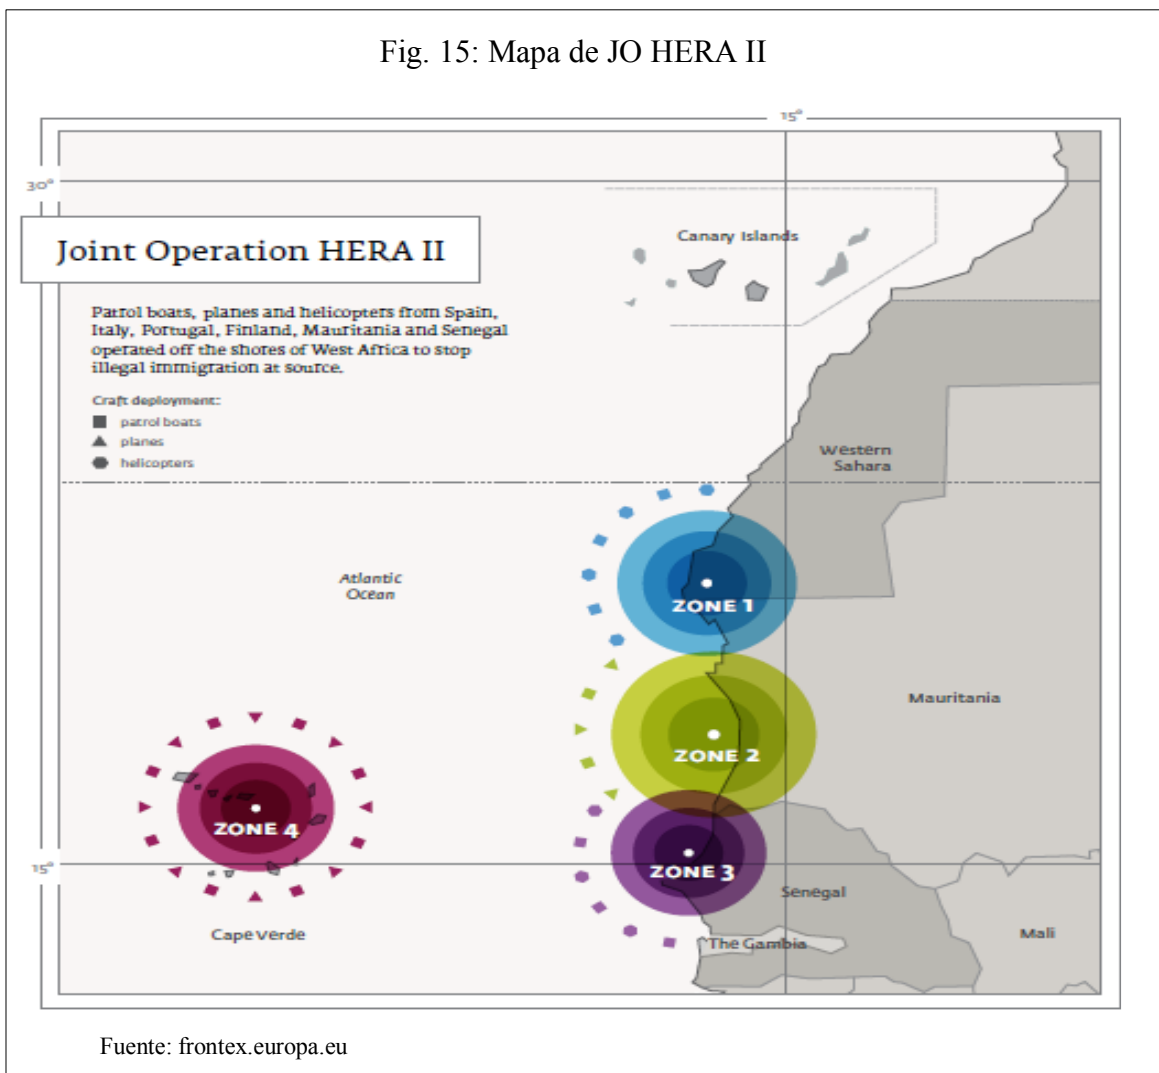 Fig. 15: Mapa de JO HERA II
15°
30°
Canary Islands
Joint Operation HERA II
Patrol boats, planes and helicopters from Spain,
Italy, Portugal, Finland, Mauritania and Senegal
operated off the shores of West Africa to stop
illegal immigration at source.
Craft deployment:
patrol boats
planes
helicopters
Western
Sahara
Atlantic
Ocean
ZONE 1
Mauritania
ZONE 2
ZONE 4
15°
ZONE 3
Senegal
Cape Verde
The Gambia
Mali
Fuente: frontex.europa.eu